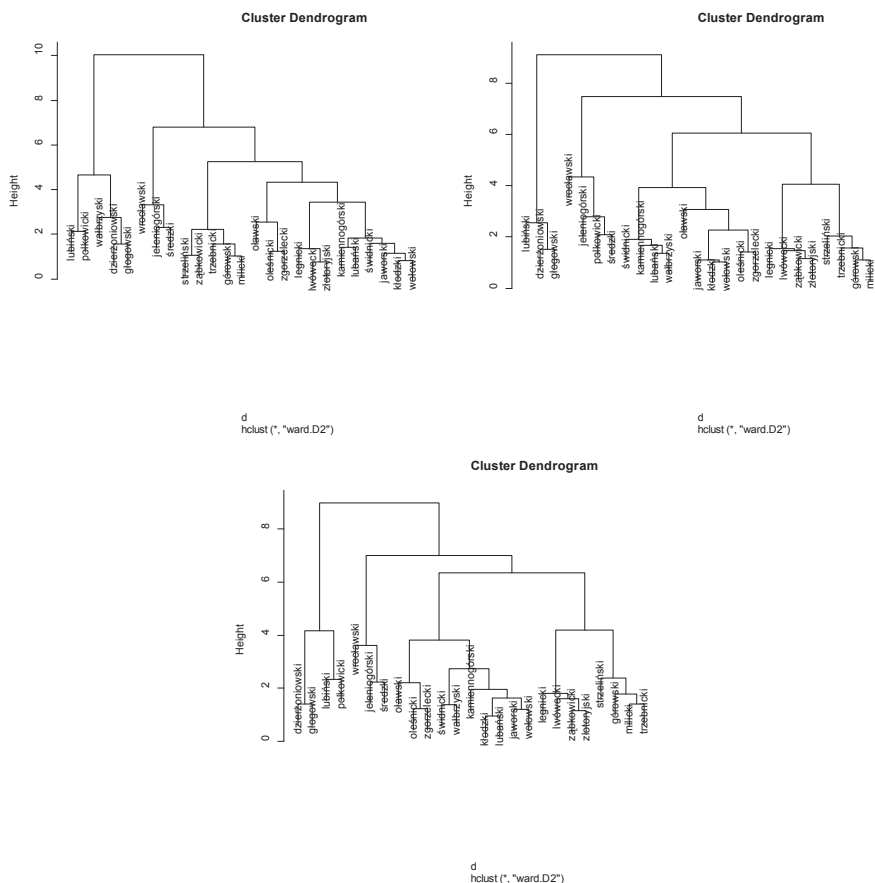 Cluster Dendrogram
Height
0
2
4
6
8
10
lubiński
polkowicki
wałbrzyski
dzierżoniowski
głogowski
wrocławski
jeleniogórski
średzki
strzeliński
ząbkowicki
trzebnicki
górowski
milicki
oławski
oleśnicki
zgorzelecki
legnicki
lwówecki
złotoryjski
kamiennogórski
lubański
świdnicki
jaworski
kłodzki
wołowski
d
hclust (*, "ward.D2")
Cluster Dendrogram
Height
0
2
4
6
8
lubiński
dzierżoniowski
głogowski
wrocławski
jeleniogórski
polkowicki
średzki
świdnicki
kamiennogórski
lubański
wałbrzyski
oławski
jaworski
kłodzki
wołowski
oleśnicki
zgorzelecki
legnicki
lwówecki
ząbkowicki
złotoryjski
strzeliński
trzebnicki
górowski
milicki
d
hclust (*, "ward.D2")
Cluster Dendrogram
Height
0
2
4
6
8
dzierżoniowski
głogowski
lubiński
polkowicki
wrocławski
jeleniogórski
średzki
oławski
oleśnicki
zgorzelecki
świdnicki
wałbrzyski
kamiennogórski
kłodzki
lubański
jaworski
wołowski
legnicki
lwówecki
ząbkowicki
złotoryjski
strzeliński
górowski
milicki
trzebnicki
d
hclust (*, "ward.D2")